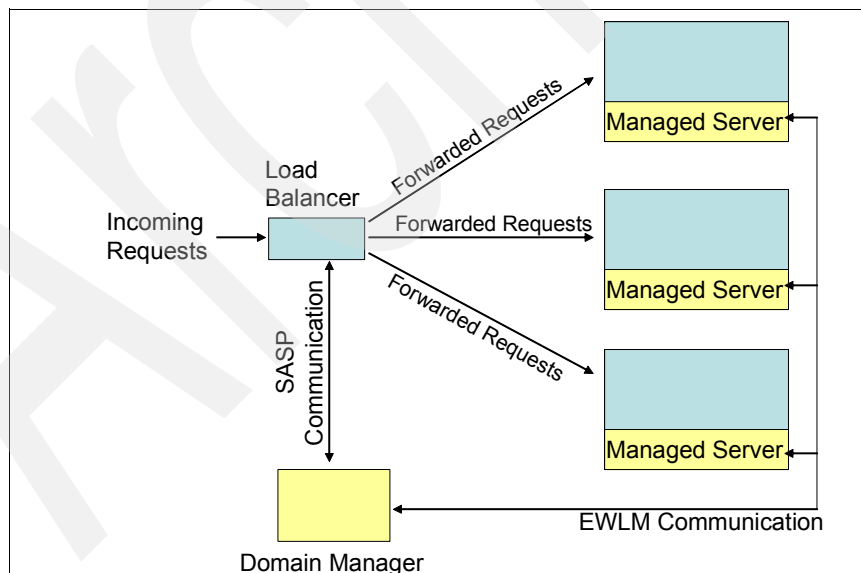 Load
Balancer
Incoming
Requests
Forwarded Requests
Forwarded Requests
Forwarded Requests
Managed Server
Managed Server
Managed Server
SASP
Communication
EWLM Communication
Domain Manager